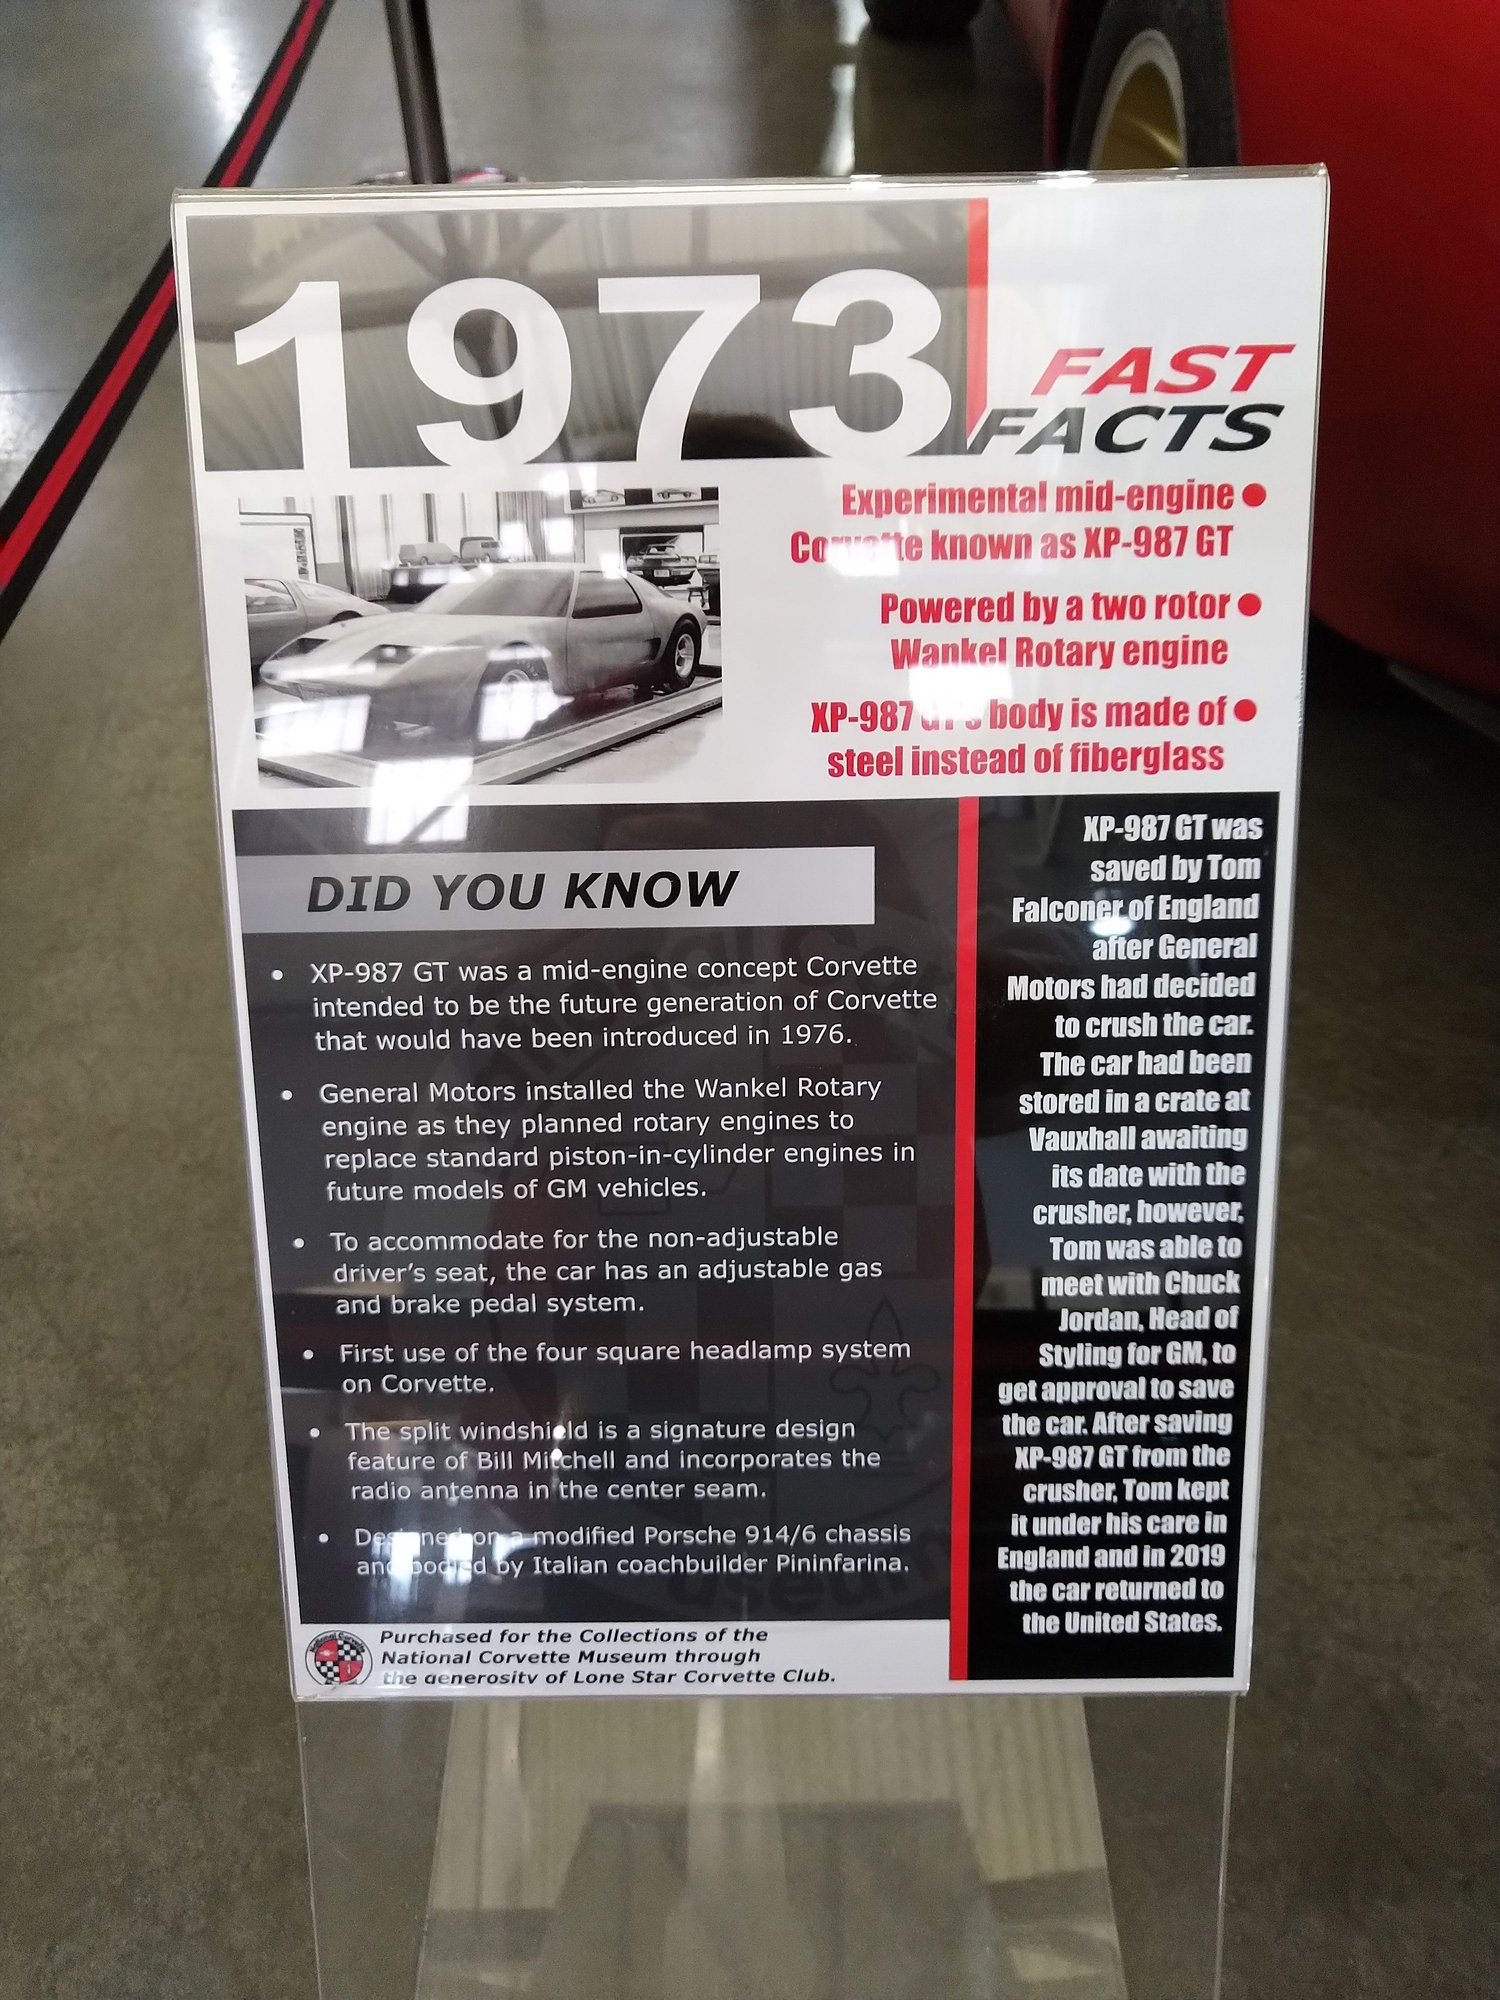 1973
FAST
FACTS
Experimental mid-engine
Corvette known as XP-987 GT
Powered by a two rotor
Wankel Rotary engine
XP-987 GT's body is made of
steel instead of fiberglass
DID YOU KNOW
XP-987 GT was a mid-engine concept Corvette
intended to be the future generation of Corvette
that would have been introduced in 1976.
General Motors installed the Wankel Rotary
engine as they planned rotary engines to
replace standard piston-in-cylinder engines in
future models of GM vehicles.
To accommodate for the non-adjustable
driver's seat, the car has an adjustable gas
and brake pedal system.
First use of the four square headlamp system
on Corvette.
The split windshield is a signature design
feature of Bill Mitchell and incorporates the
radio antenna in the center seam.
Designed on a modified Porsche 914/6 chassis
and bodied by Italian coachbuilder Pininfarina.
XP-987 GT was
saved by Tom
Falconer of England
after General
Motors had decided
to crush the car.
The car had been
stored in a crate at
Vauxhall awaiting
its date with the
crusher, however,
Tom was able to
meet with Chuck
Jordan, Head of
Styling for GM, to
get approval to save
the car. After saving
XP-987 GT from the
crusher, Tom kept
it under his care in
England and in 2019
the car returned to
the United States.
National Corvette
Purchased for the Collections of the
National Corvette Museum through
the generosity of Lone Star Corvette Club.